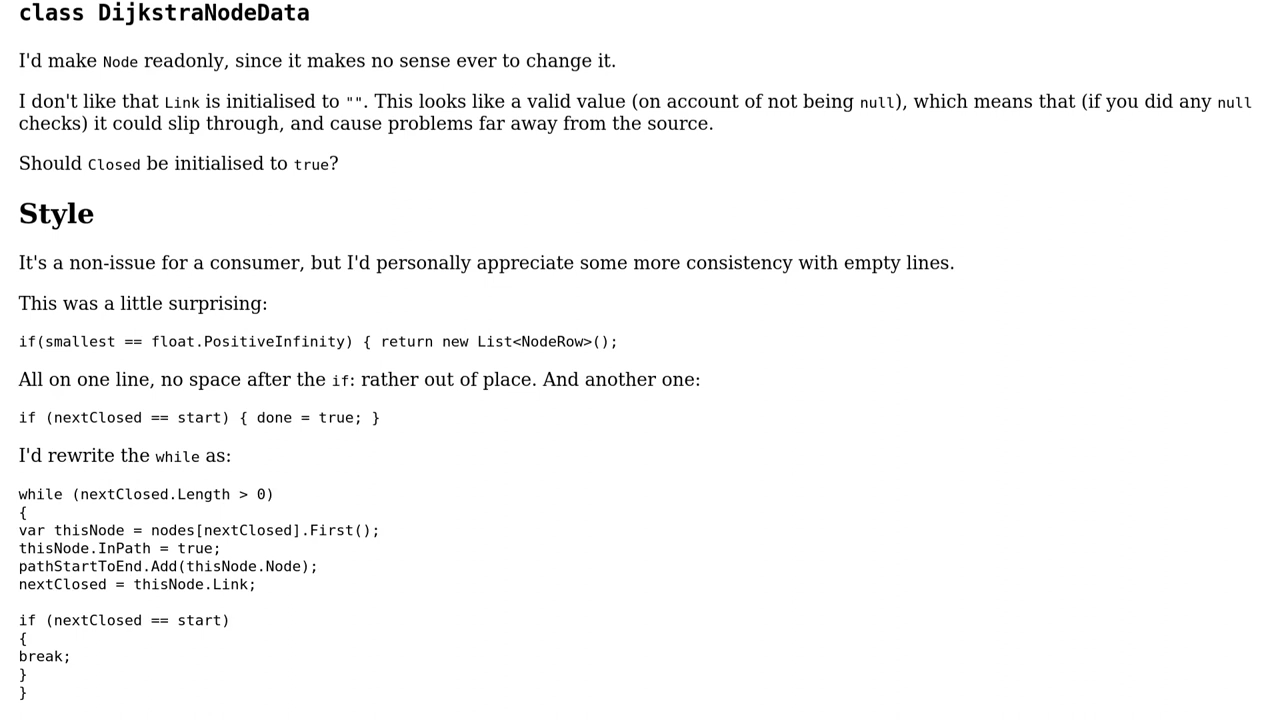 class DijkstraNodeData
I'd make Node readonly, since it makes no sense ever to change it.
I don't like that Link is initialised to "". This looks like a valid value (on account of not being null), which means that (if you did any null
checks) it could slip through, and cause problems far away from the source.
Should Closed be initialised to true?
Style
It's a non-issue for a consumer, but I'd personally appreciate some more consistency with empty lines.
This was a little surprising:
if(smallest == float.PositiveInfinity) { return new List<NodeRow>();
All on one line, no space after the if: rather out of place. And another one:
if (nextClosed == start) { done = true; }
I'd rewrite the while as:
while (nextClosed.Length > 0)
{
var thisNode = nodes[nextClosed].First();
thisNode.InPath = true;
pathStartToEnd.Add(thisNode.Node);
nextClosed = thisNode.Link;
if (nextClosed == start)
{
break;
}
}